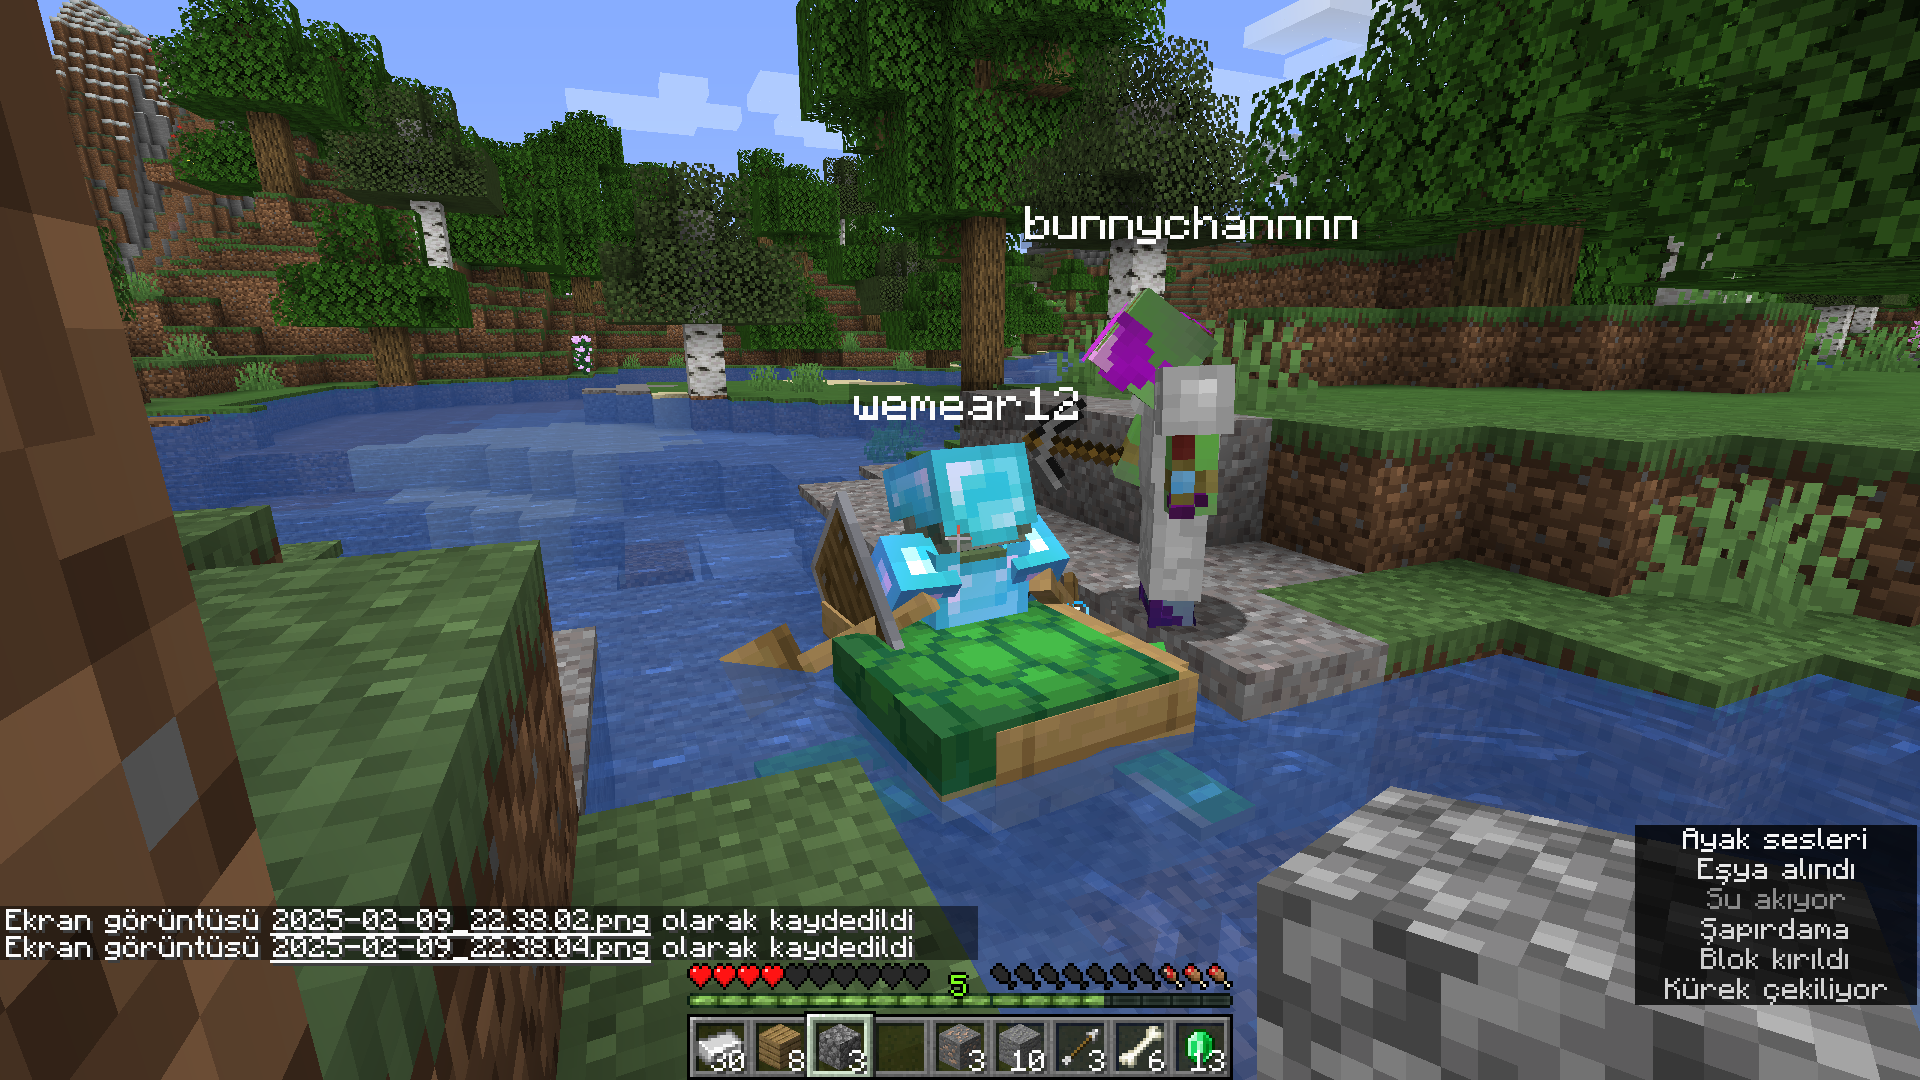 bunnychannnn
wemear12
Ayak sesleri
Eşya alındı
Su akıyor
Şapırdama
Blok kırıldı
Kürek çekiliyor
Ekran görüntüsü 2025-02-09_22.38.02.png olarak kaydedildi
Ekran görüntüsü 2025-02-09_22.38.04.png olarak kaydedildi
5
30 8 3 3 10 3 6 13